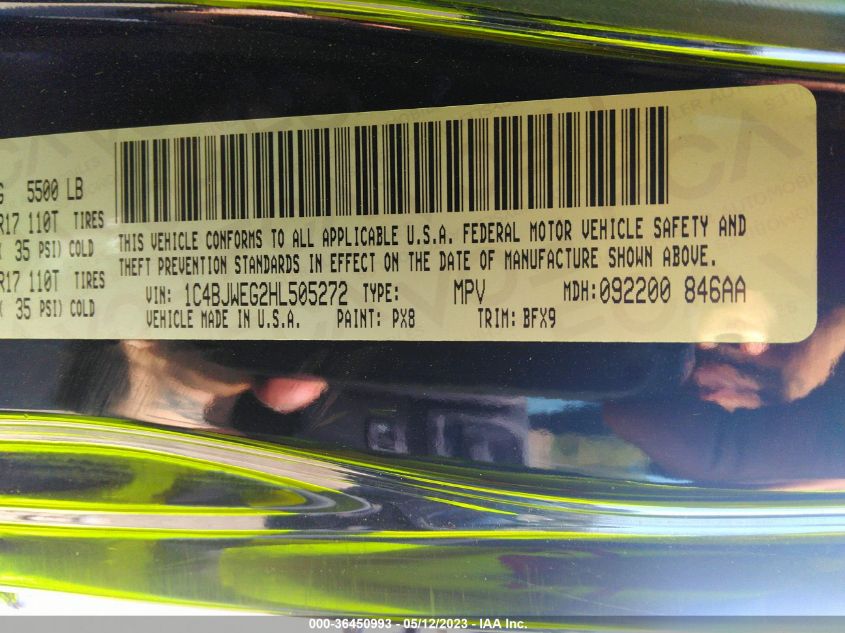 5500 LB
R17 110T TIRES
35 PSI) COLD
R17 110T TIRES
35 PSI) COLD
THIS VEHICLE CONFORMS TO ALL APPLICABLE U.S.A. FEDERAL MOTOR VEHICLE SAFETY AND
THEFT PREVENTION STANDARDS IN EFFECT ON THE DATE OF MANUFACTURE SHOWN ABOVE.
VIN: 1C4BJWEG2HL505272 TYPE: MPV MDH:092200 846AA
VEHICLE MADE IN U.S.A. PAINT: PX8 TRIM: BFX9
000-36450993 - 05/12/2023 - IAA Inc.